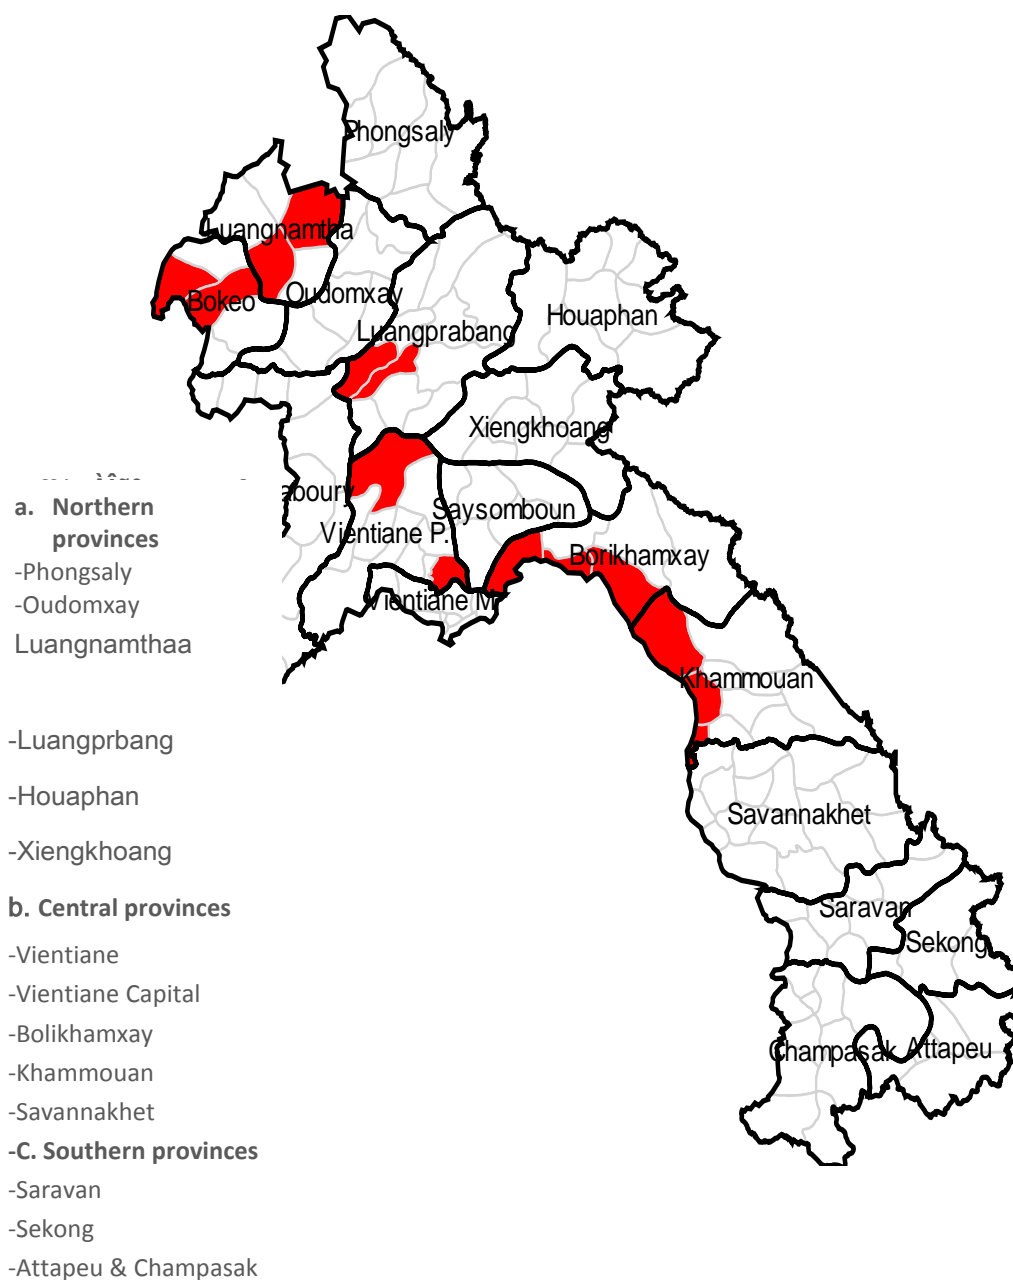 Phongsaly
Luangnamtha
Bokeo
Oudomxay
Luangprabang
Houaphan
Xiengkhoang
aboury
Saysomboun
Vientiane P.
Borikhamxay
Vientiane M
Khammouan
Savannakhet
Saravan
Sekong
Champasak
Attapeu
a. Northern
provinces
-Phongsaly
-Oudomxay
Luangnamthaa
-Luangprbang
-Houaphan
-Xiengkhoang
b. Central provinces
-Vientiane
-Vientiane Capital
-Bolikhamxay
-Khammouan
-Savannakhet
-C. Southern provinces
-Saravan
-Sekong
-Attapeu & Champasak